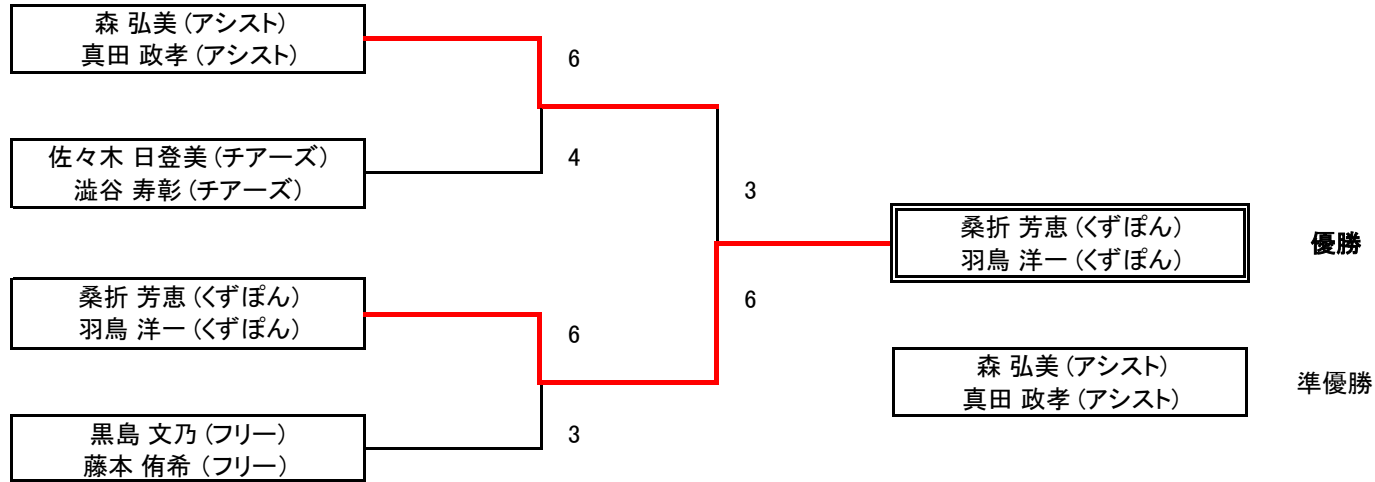 森 弘美 (アシスト)
真田 政孝 (アシスト)
6
4
佐々木 日登美 (チアーズ)
澁谷 寿彰 (チアーズ)
3
桑折 芳恵 (くずぽん)
羽鳥 洋一 (くずぽん)
優勝
桑折 芳恵 (くずぽん)
羽鳥 洋一 (くずぽん)
6
6
森 弘美 (アシスト)
真田 政孝 (アシスト)
準優勝
黒島 文乃 (フリー)
藤本 侑希 (フリー)
3